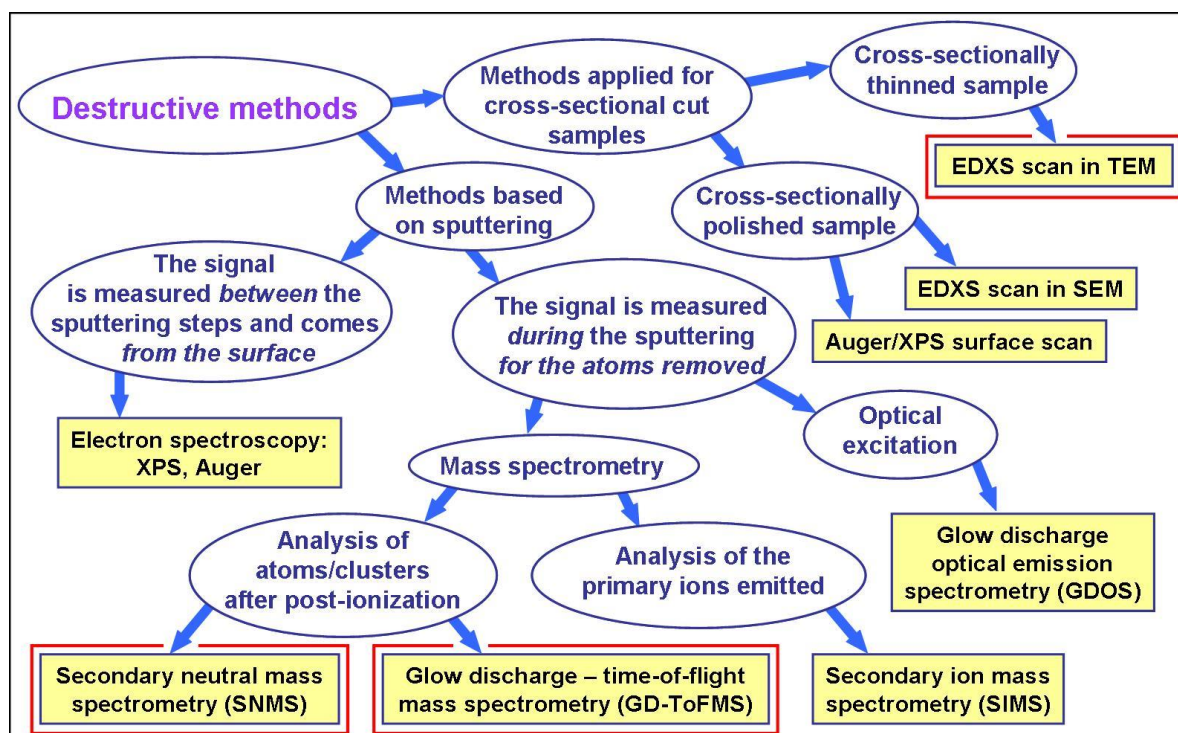 Destructive methods
Methods applied for
cross-sectional cut
samples
Cross-sectionally
thinned sample
EDXS scan in TEM
Methods based
on sputtering
Cross-sectionally
polished sample
The signal
is measured between the
sputtering steps and comes
from the surface
The signal is measured
during the sputtering
for the atoms removed
EDXS scan in SEM
Auger/XPS surface scan
Electron spectroscopy:
XPS, Auger
Optical
excitation
Mass spectrometry
Analysis of
atoms/clusters
after post-ionization
Analysis of the
primary ions emitted
Glow discharge
optical emission
spectrometry (GDOS)
Secondary neutral mass
spectrometry (SNMS)
Glow discharge – time-of-flight
mass spectrometry (GD-ToFMS)
Secondary ion mass
spectrometry (SIMS)